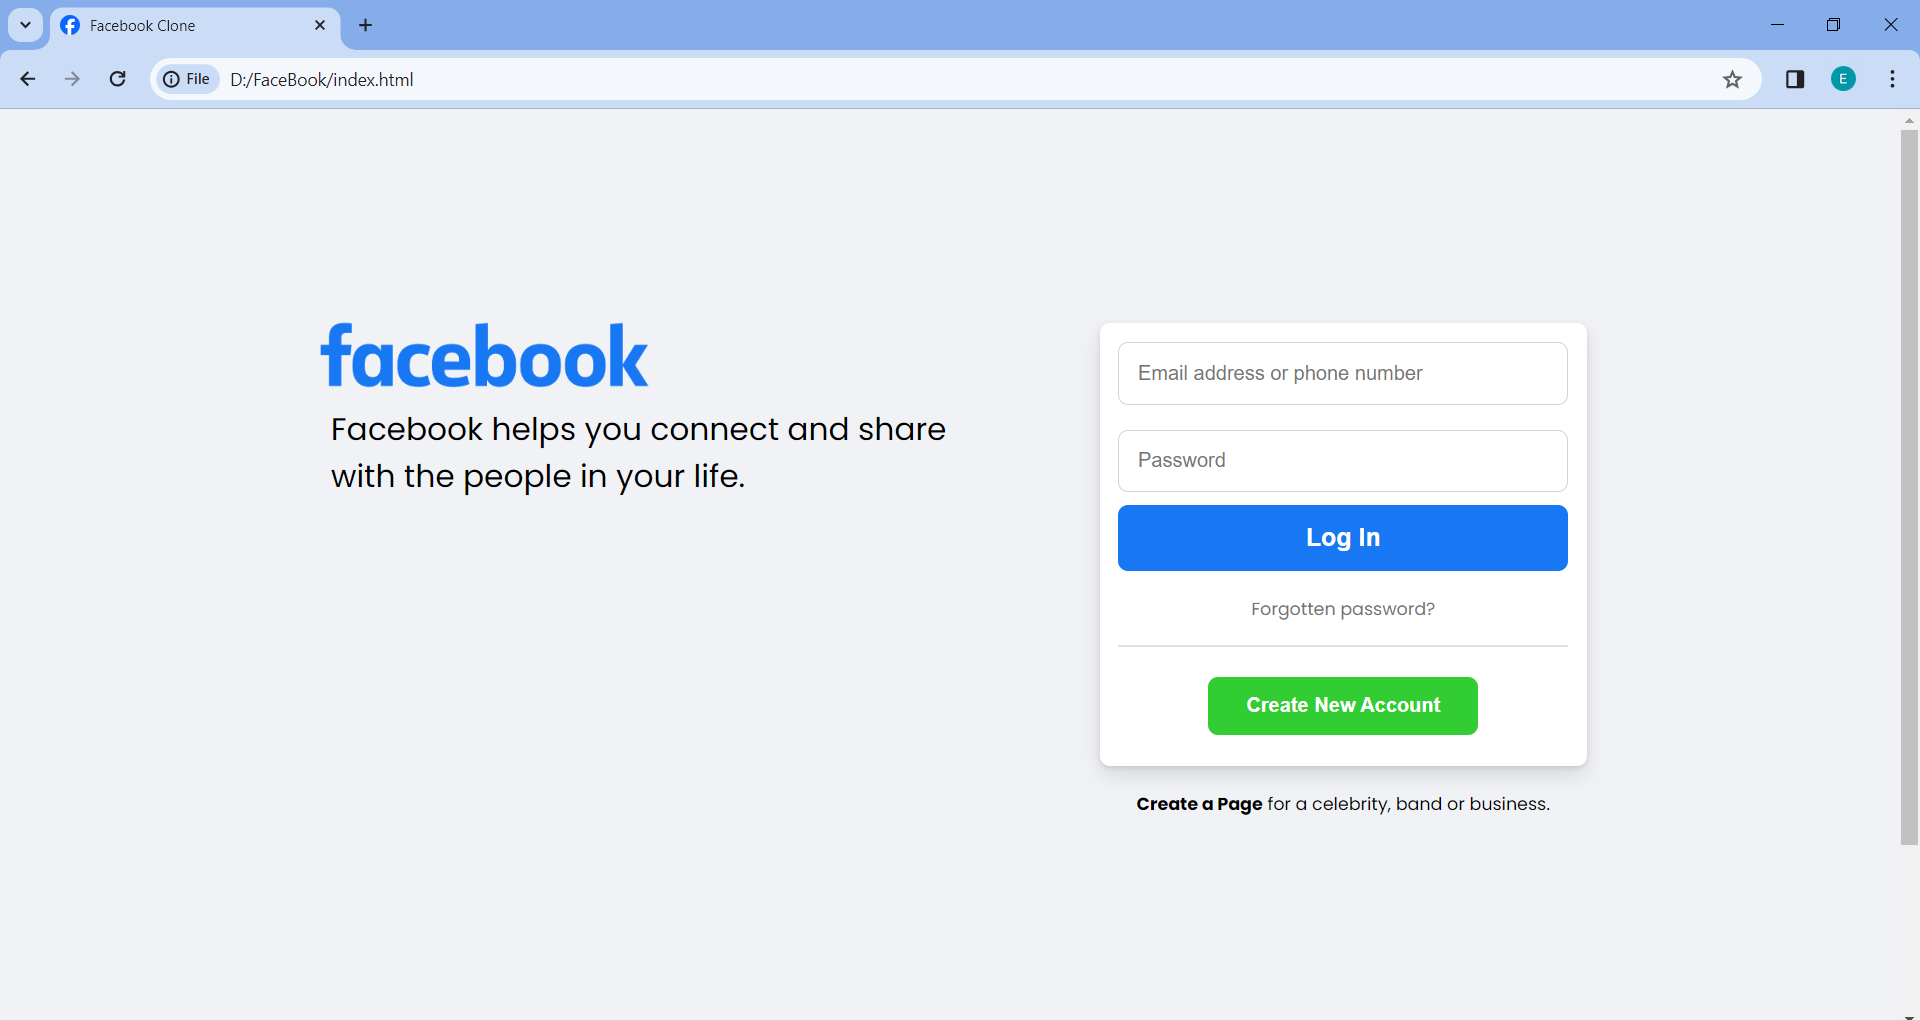 Facebook Clone
File
D:/FaceBook/index.html
E
facebook
Facebook helps you connect and share
with the people in your life.
Email address or phone number
Password
Log In
Forgotten password?
Create New Account
Create a Page for a celebrity, band or business.